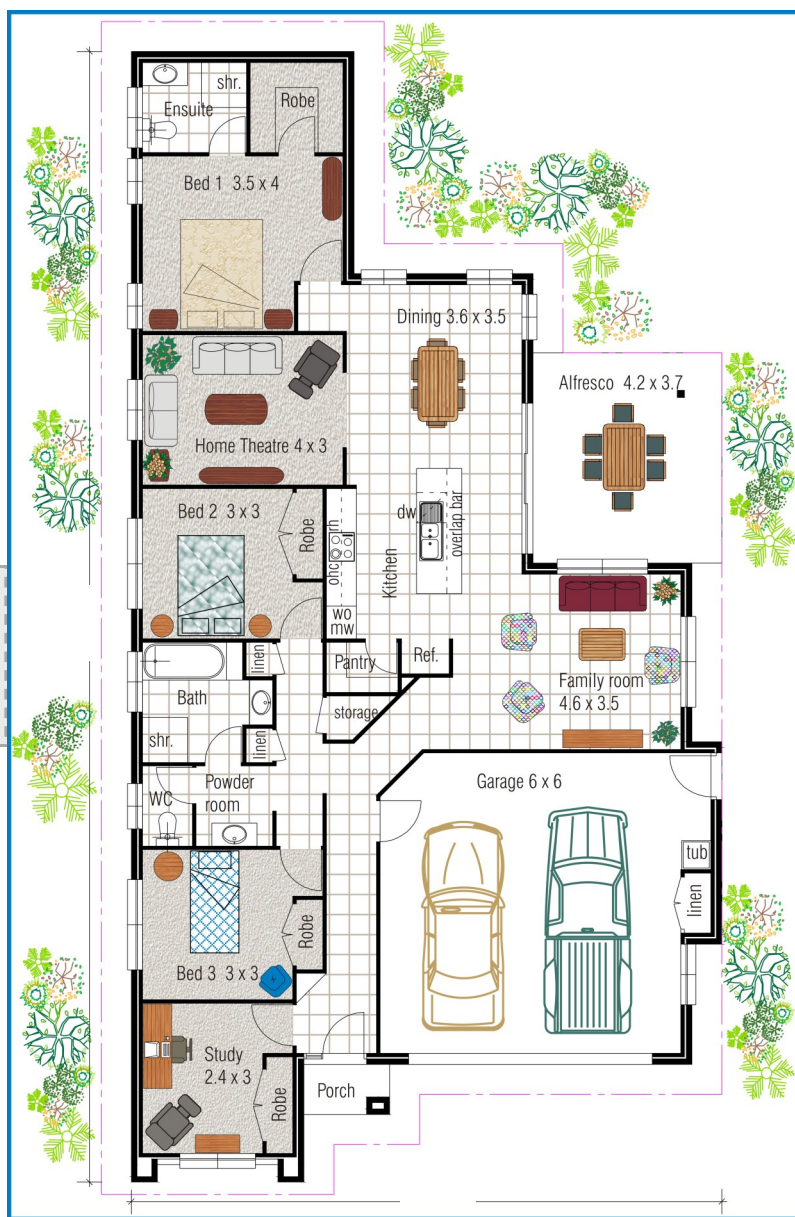 shr.
Ensuite
Robe
Bed 1  3.5 x 4
Dining 3.6 x 3.5
Alfresco  4.2 x 3.7
Home Theatre 4 x 3
Bed 2  3 x 3
Robe
rh
ohc
dw
overlap bar
Kitchen
wo
mw
Pantry
Ref.
linen
Bath
storage
Family room
4.6 x 3.5
shr.
linen
WC
Powder
room
Garage 6 x 6
tub
linen
Robe
Bed 3  3 x 3
Study
2.4 x 3
Robe
Porch